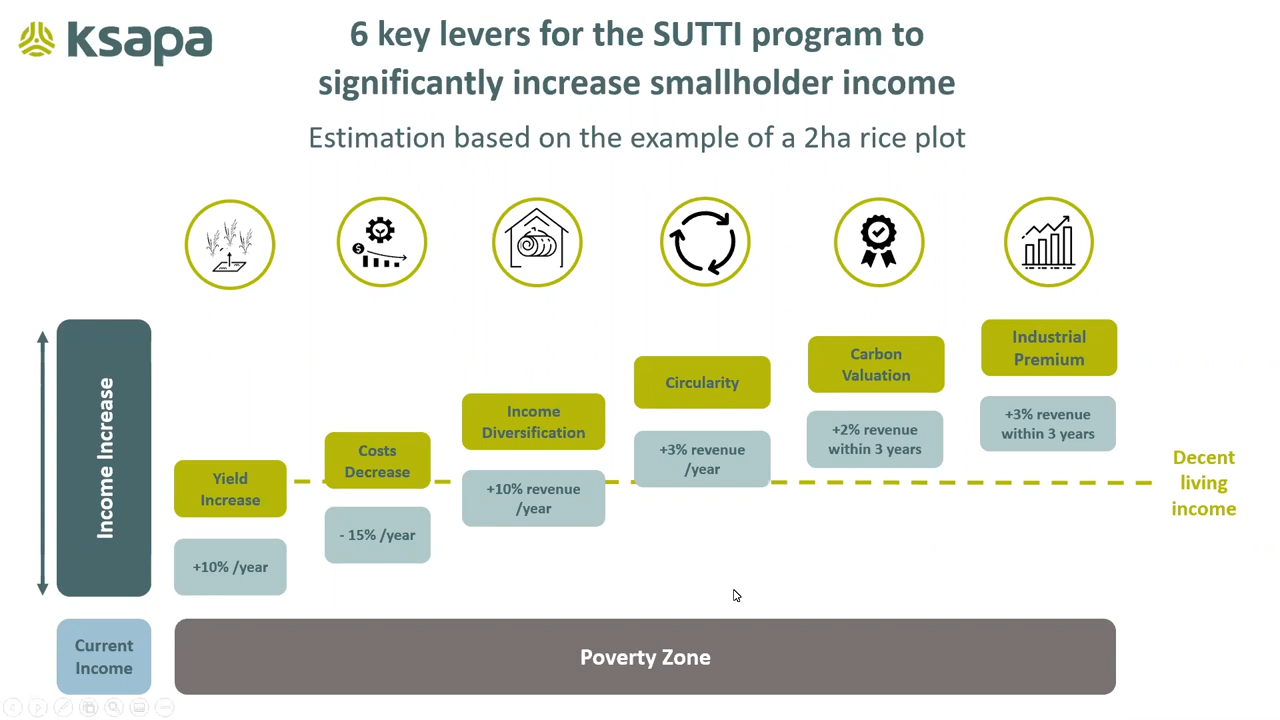 ksapa
6 key levers for the SUTTI program to
significantly increase smallholder income
Estimation based on the example of a 2ha rice plot
Income Increase
Yield
Increase
+10% /year
Costs
Decrease
- 15% /year
Income
Diversification
+10% revenue
/year
Circularity
+3% revenue
/year
Carbon
Valuation
+2% revenue
within 3 years
Industrial
Premium
+3% revenue
within 3 years
Decent
living
income
Current
Income
Poverty Zone